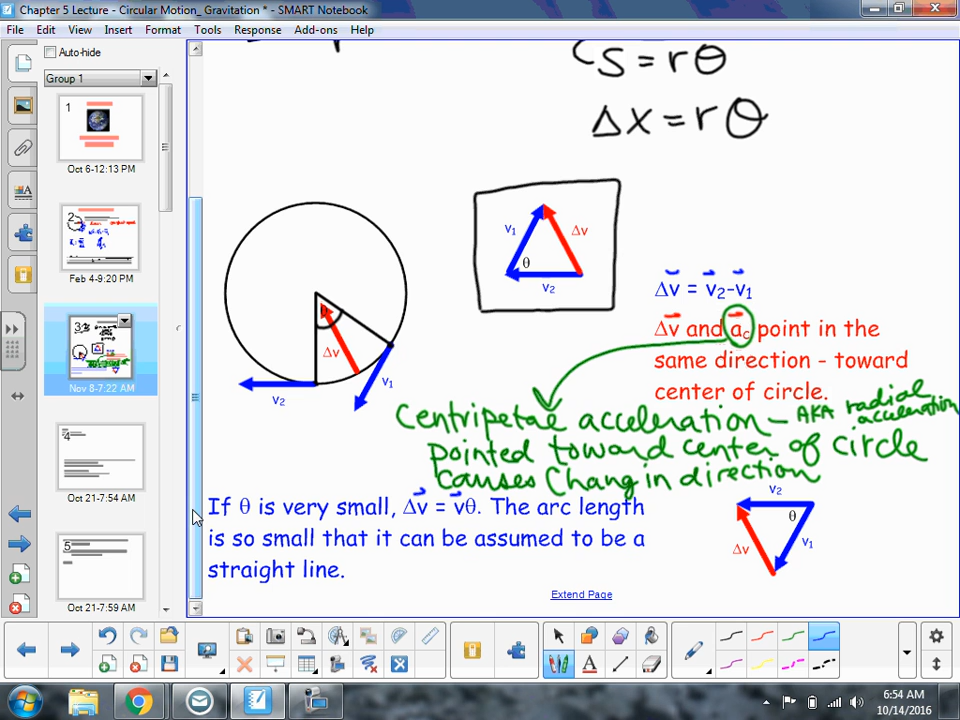 Chapter 5 Lecture - Circular Motion_ Gravitation * - SMART Notebook
File Edit View Insert Format Tools Response Add-ons Help
Auto-hide
Group 1
1
Oct 6-12:13 PM
2
Feb 4-9:20 PM
3
Nov 8-7:22 AM
4
Oct 21-7:54 AM
5
Oct 21-7:59 AM
S = rθ
Δx = rθ
v₁ Δv
θ
v₂
Δv
v₁
v₂
Δv = v₂-v₁
Δv and a꜀ point in the
same direction - toward
center of circle.
Centripetal acceleration - AKA radial
acceleration
pointed toward center of circle
causes Chang in direction
If θ is very small, Δv = vθ. The arc length
is so small that it can be assumed to be a
straight line.
v₂
θ
Δv v₁
Extend Page
6:54 AM
10/14/2016